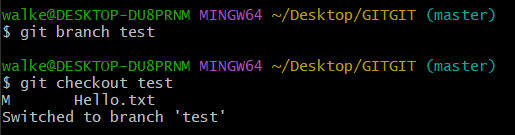 walke@DESKTOP-DU8PRNM MINGW64 ~/Desktop/GITGIT (master)
$ git branch test
walke@DESKTOP-DU8PRNM MINGW64 ~/Desktop/GITGIT (master)
$ git checkout test
M       Hello.txt
Switched to branch 'test'